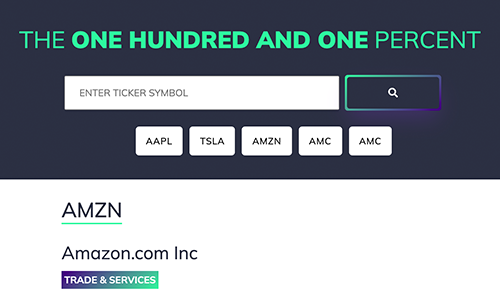 THE ONE HUNDRED AND ONE PERCENT
ENTER TICKER SYMBOL
AAPL TSLA AMZN AMC AMC
AMZN
Amazon.com Inc
TRADE & SERVICES